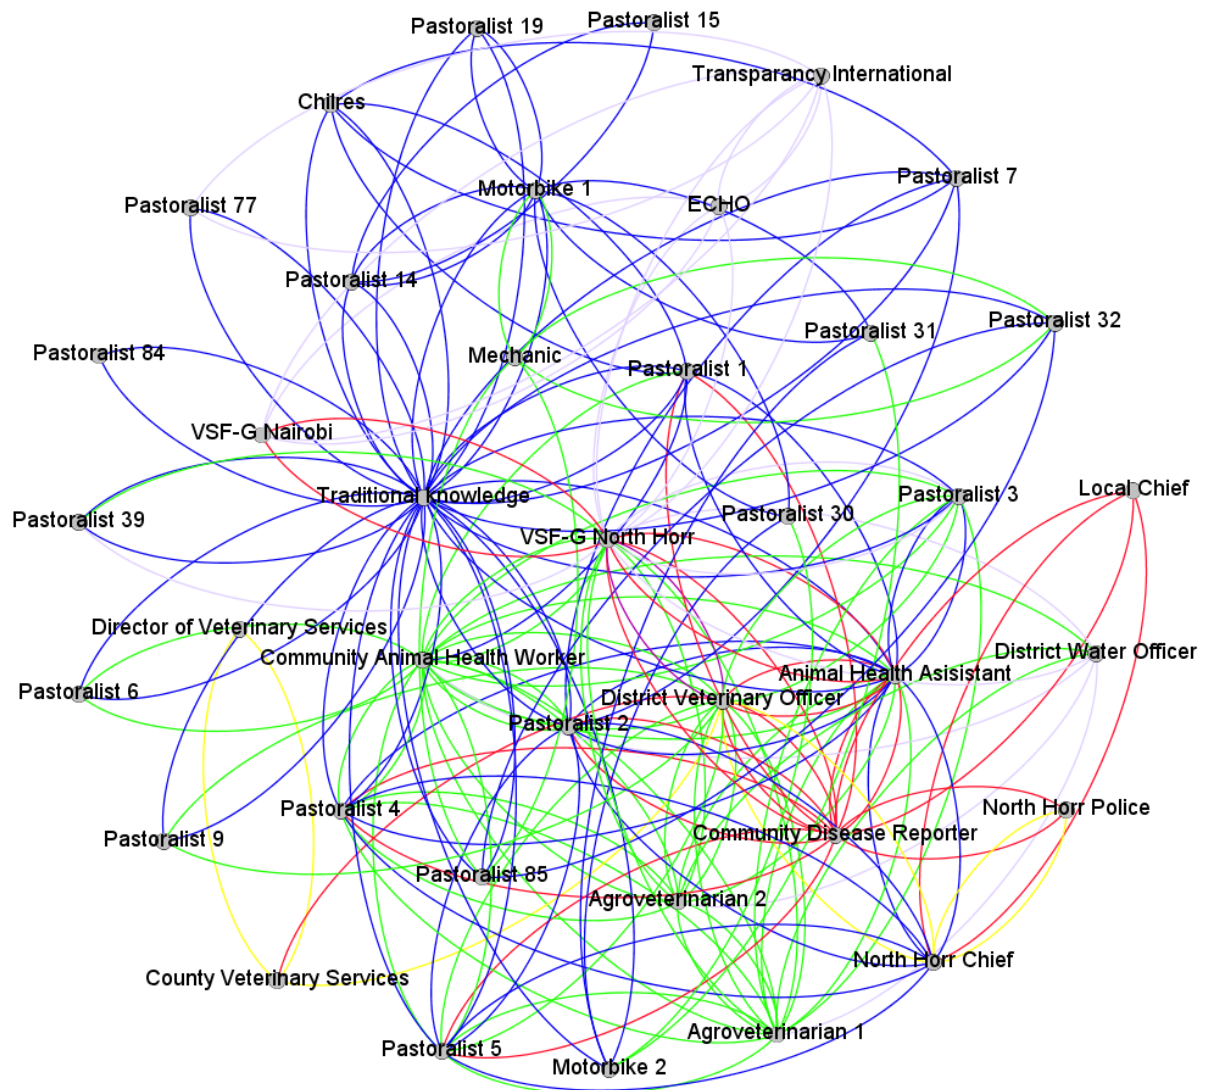 Pastoralist 19
Pastoralist 15
Transparancy International
Chilres
Pastoralist 7
Motorbike 1
Pastoralist 77
ECHO
Pastoralist 14
Pastoralist 32
Pastoralist 31
Pastoralist 84
Mechanic
Pastoralist 1
VSF-G Nairobi
Local Chief
Traditional knowledge
Pastoralist 3
Pastoralist 39
Pastoralist 30
VSF-G North Horr
Director of Veterinary Services
District Water Officer
Community Animal Health Worker
Animal Health Asisistant
Pastoralist 6
District Veterinary Officer
Pastoralist 2
Pastoralist 4
North Horr Police
Community Disease Reporter
Pastoralist 9
Pastoralist 85
Agroveterinarian 2
North Horr Chief
County Veterinary Services
Agroveterinarian 1
Pastoralist 5
Motorbike 2